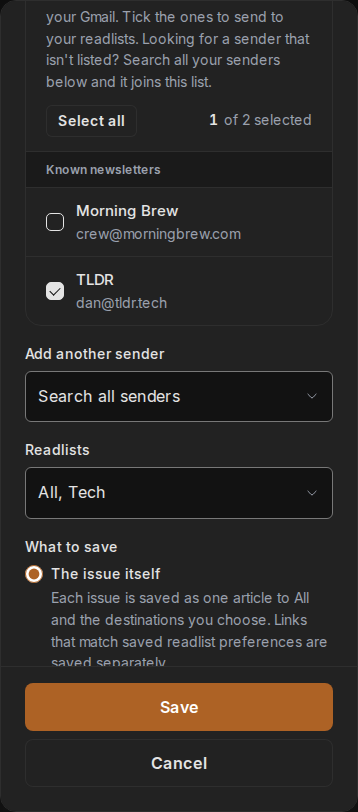 your Gmail. Tick the ones to send to
your readlists. Looking for a sender that
isn't listed? Search all your senders
below and it joins this list.
Select all
1 of 2 selected
Known newsletters
Morning Brew
crew@morningbrew.com
TLDR
dan@tldr.tech
Add another sender
Search all senders
Readlists
All, Tech
What to save
The issue itself
Each issue is saved as one article to All
and the destinations you choose. Links
that match saved readlist preferences are
saved separately.
Save
Cancel